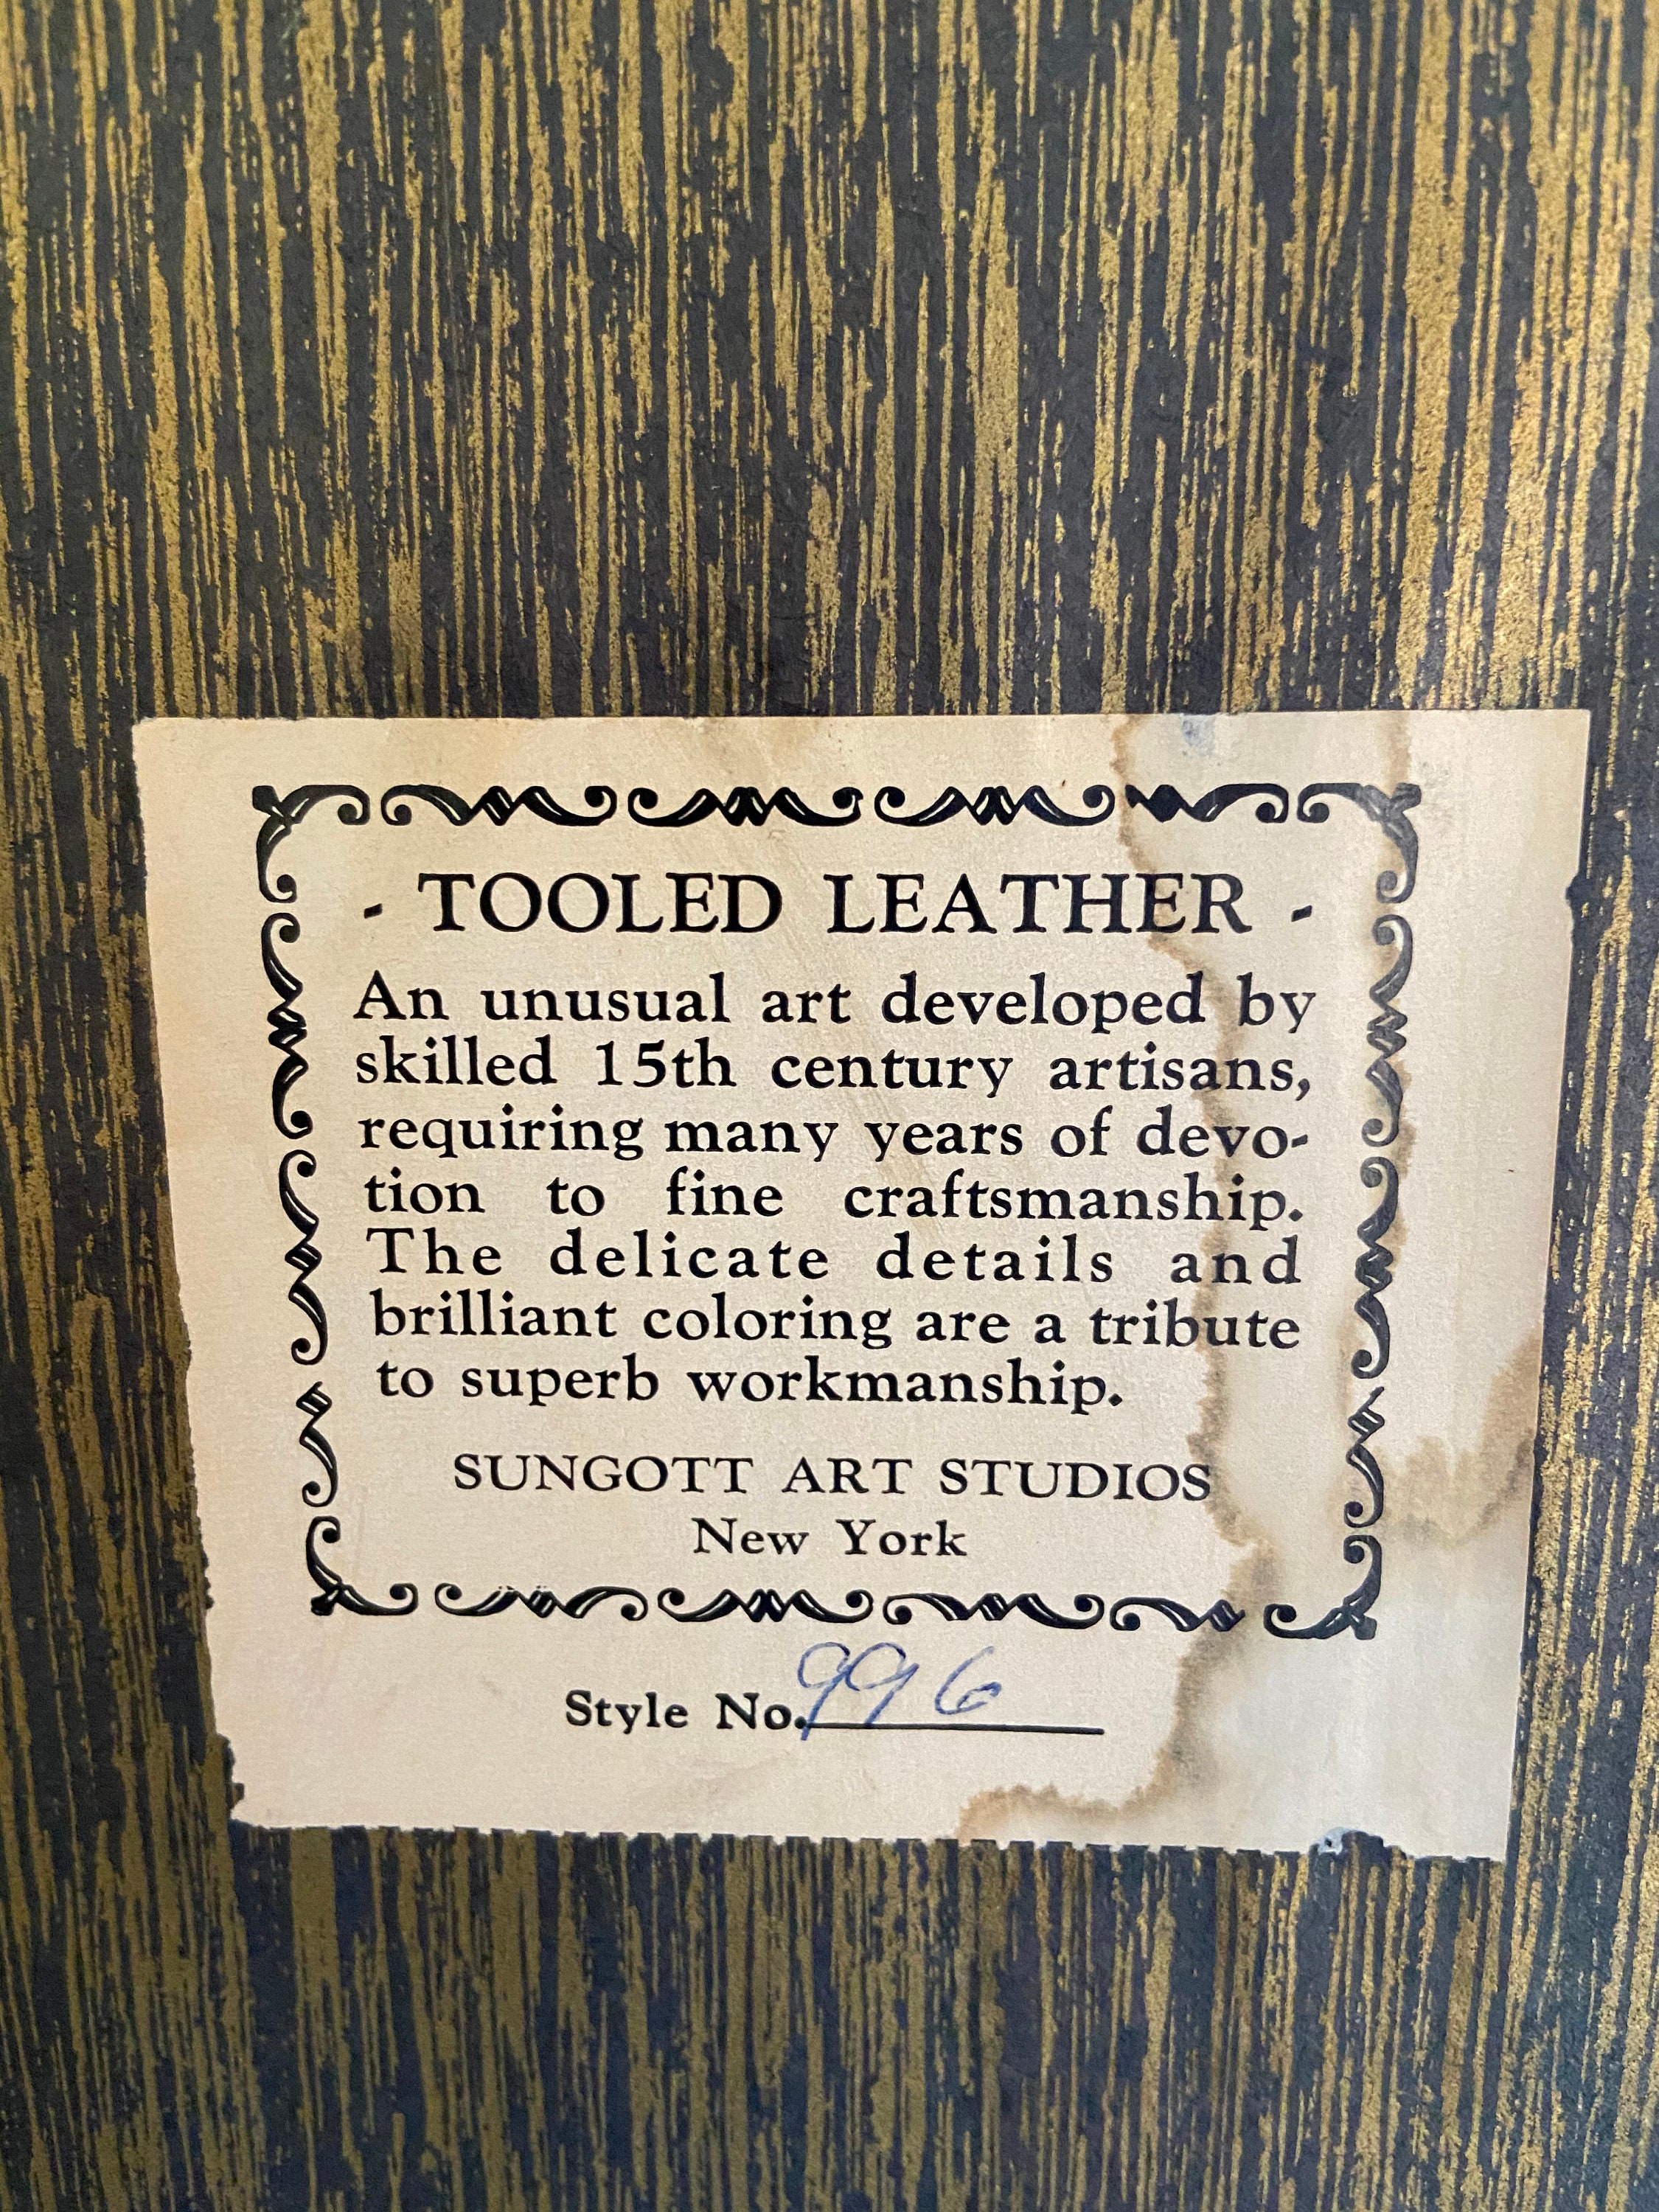 - TOOLED LEATHER -
An unusual art developed by
skilled 15th century artisans,
requiring many years of devo-
tion to fine craftsmanship.
The delicate details and
brilliant coloring are a tribute
to superb workmanship.
SUNGOTT ART STUDIOS
New York
Style No. 996